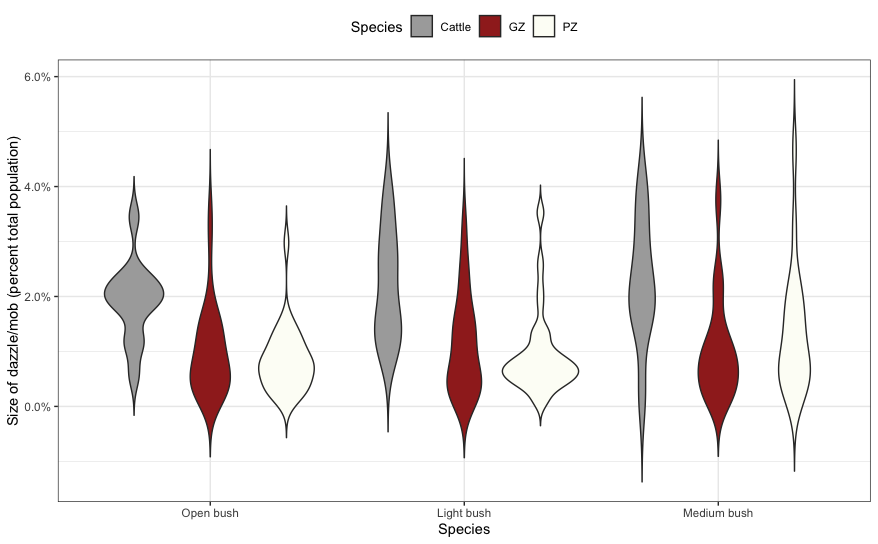 Species Cattle GZ PZ
Size of dazzle/mob (percent total population)
6.0%
4.0%
2.0%
0.0%
Open bush Light bush Medium bush
Species